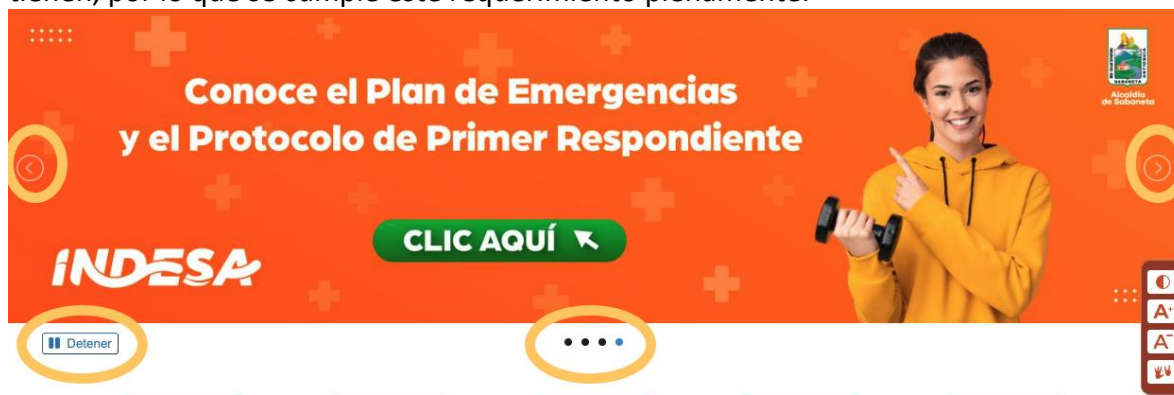 Conoce el Plan de Emergencias
y el Protocolo de Primer Respondiente
Alcaldía
de Sabaneta
CLIC AQUÍ
INDESA
Detener
A+
A-